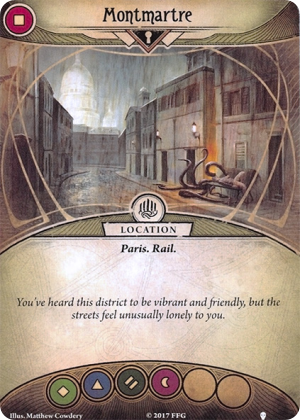 Montmartre
LOCATION
Paris. Rail.
You've heard this district to be vibrant and friendly, but the
streets feel unusually lonely to you.
Illus. Matthew Cowdery
© 2017 FFG